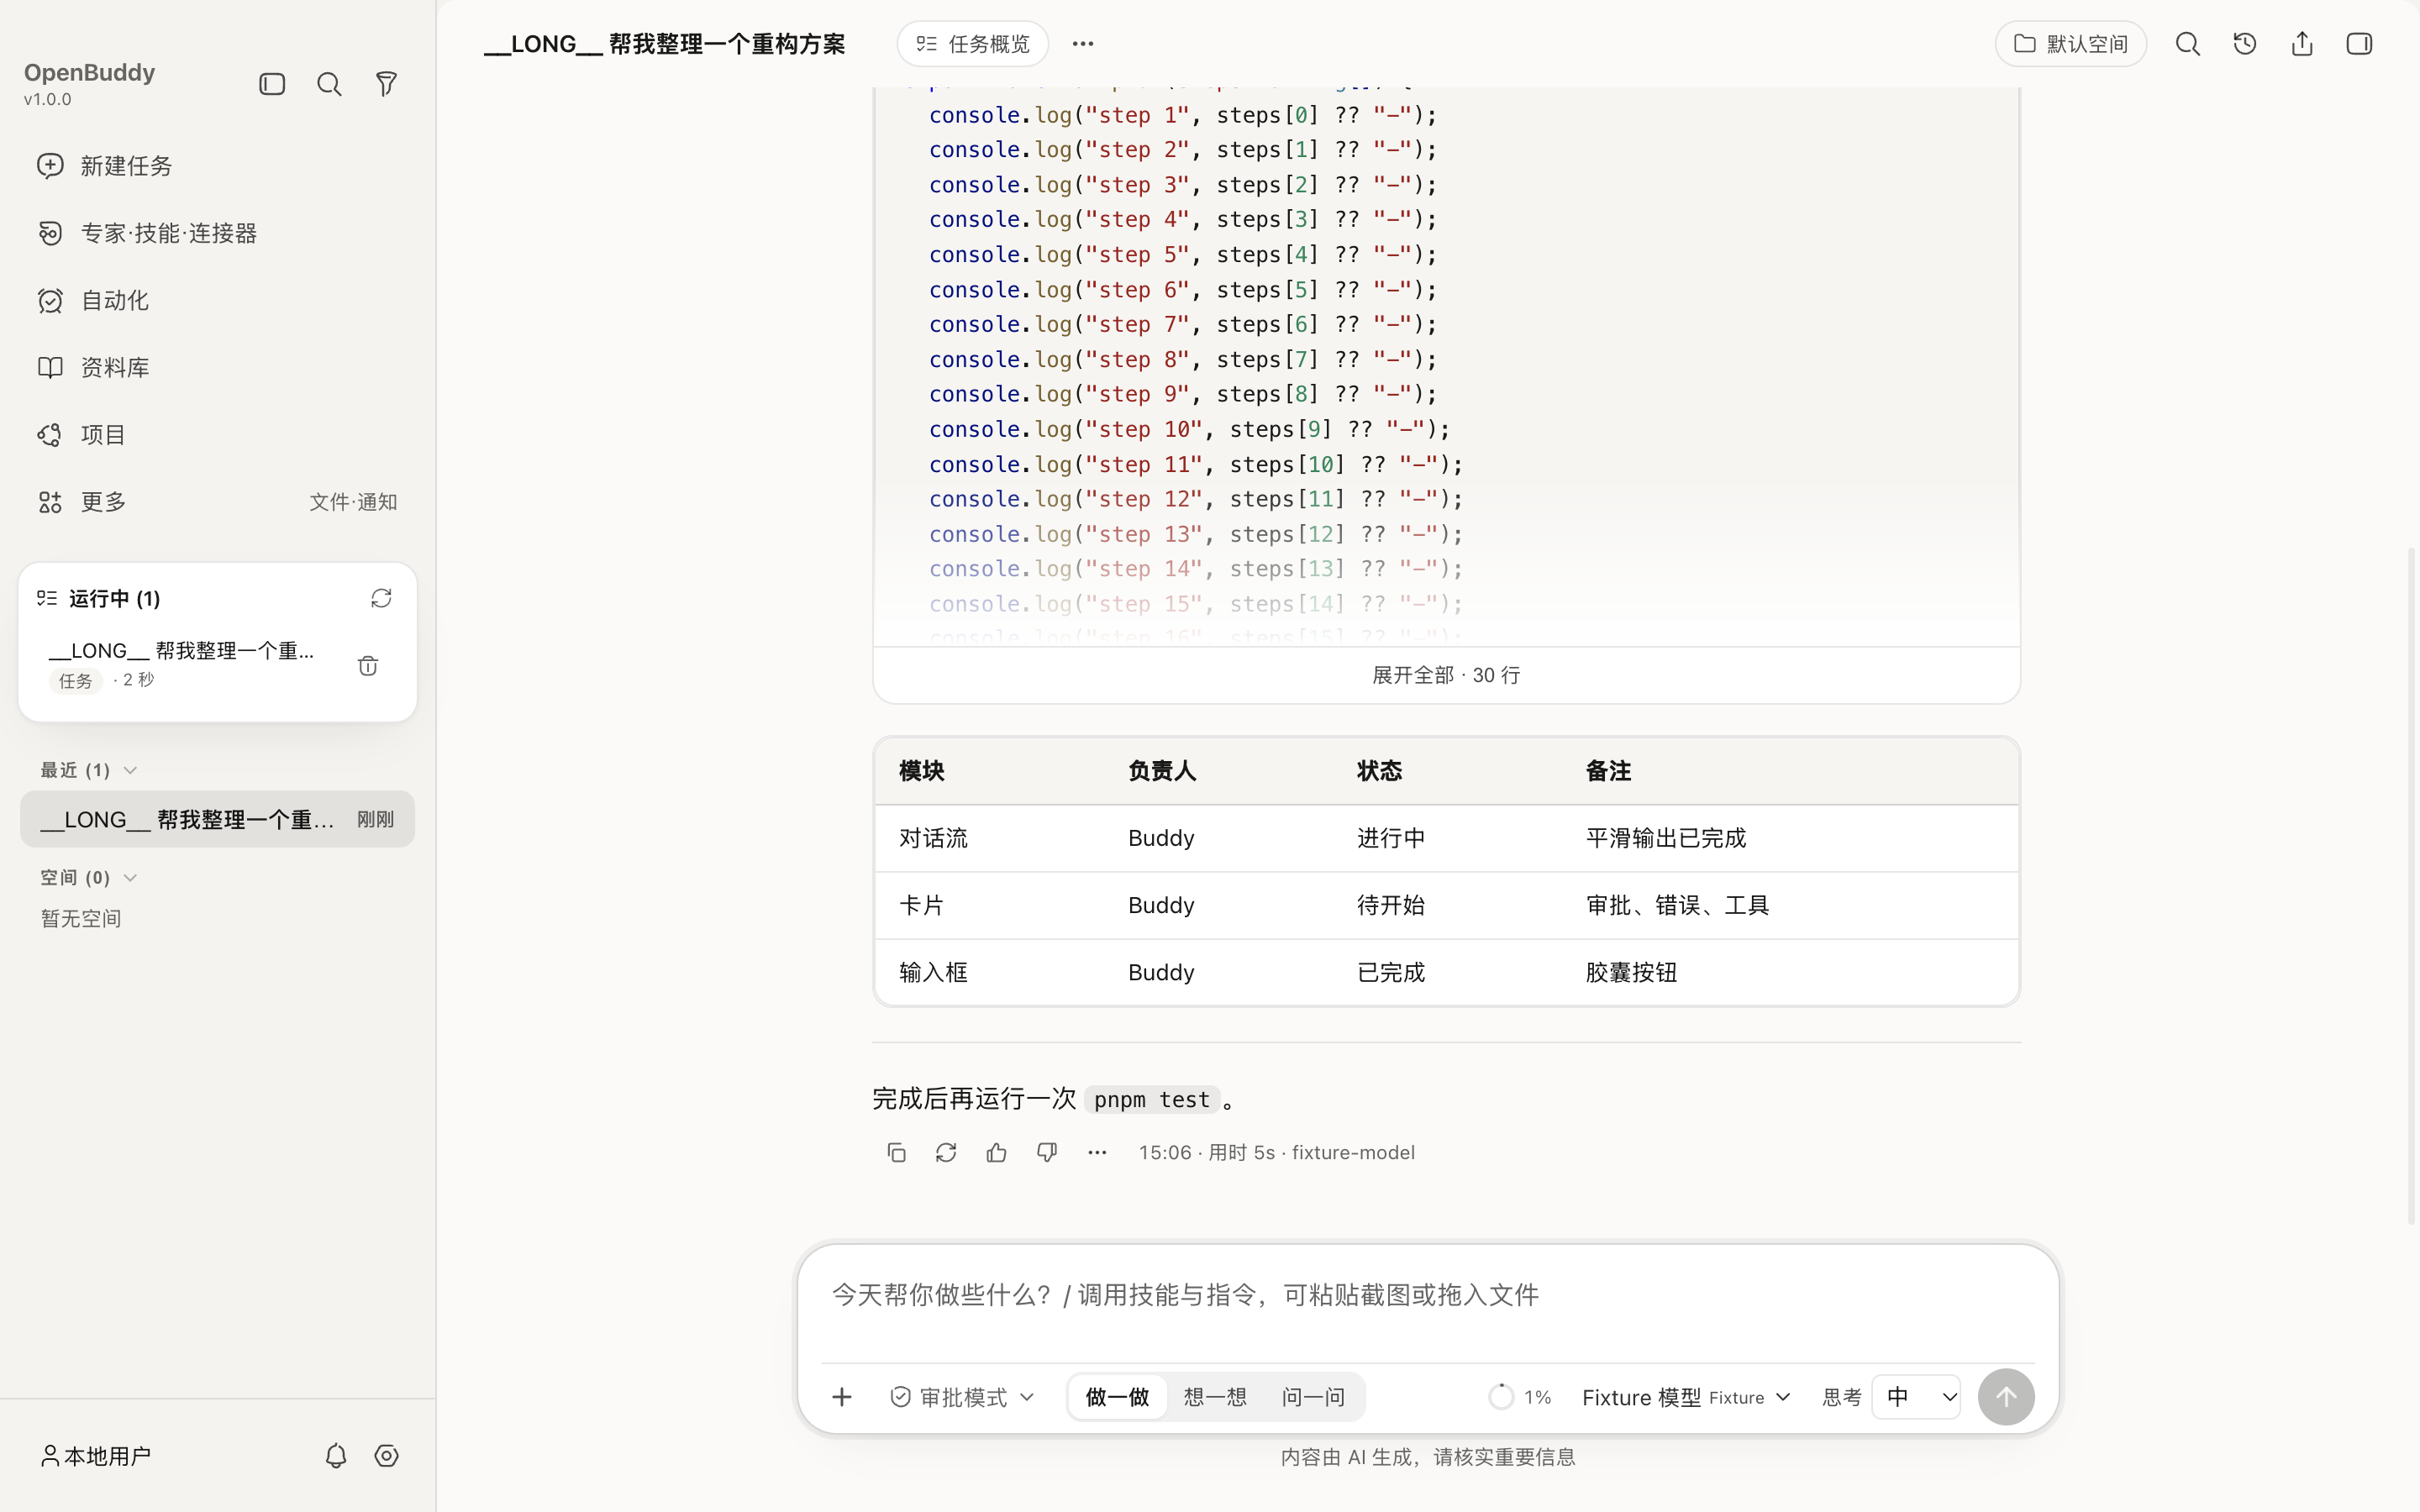 OpenBuddy
v1.0.0
新建任务
专家·技能·连接器
自动化
资料库
项目
更多 文件·通知
运行中 (1)
__LONG__ 帮我整理一个重...
任务 · 2 秒
最近 (1)
__LONG__ 帮我整理一个重... 刚刚
空间 (0)
暂无空间
本地用户
__LONG__ 帮我整理一个重构方案 任务概览 默认空间
console.log("step 1", steps[0] ?? "—");
console.log("step 2", steps[1] ?? "—");
console.log("step 3", steps[2] ?? "—");
console.log("step 4", steps[3] ?? "—");
console.log("step 5", steps[4] ?? "—");
console.log("step 6", steps[5] ?? "—");
console.log("step 7", steps[6] ?? "—");
console.log("step 8", steps[7] ?? "—");
console.log("step 9", steps[8] ?? "—");
console.log("step 10", steps[9] ?? "—");
console.log("step 11", steps[10] ?? "—");
console.log("step 12", steps[11] ?? "—");
console.log("step 13", steps[12] ?? "—");
console.log("step 14", steps[13] ?? "—");
console.log("step 15", steps[14] ?? "—");
console.log("step 16", steps[15] ?? "—");
展开全部 · 30 行
模块 负责人 状态 备注
对话流 Buddy 进行中 平滑输出已完成
卡片 Buddy 待开始 审批、错误、工具
输入框 Buddy 已完成 胶囊按钮
完成后再运行一次 pnpm test 。
15:06 · 用时 5s · fixture-model
今天帮你做些什么？/ 调用技能与指令，可粘贴截图或拖入文件
审批模式 做一做 想一想 问一问 1% Fixture 模型 Fixture 思考 中
内容由 AI 生成，请核实重要信息